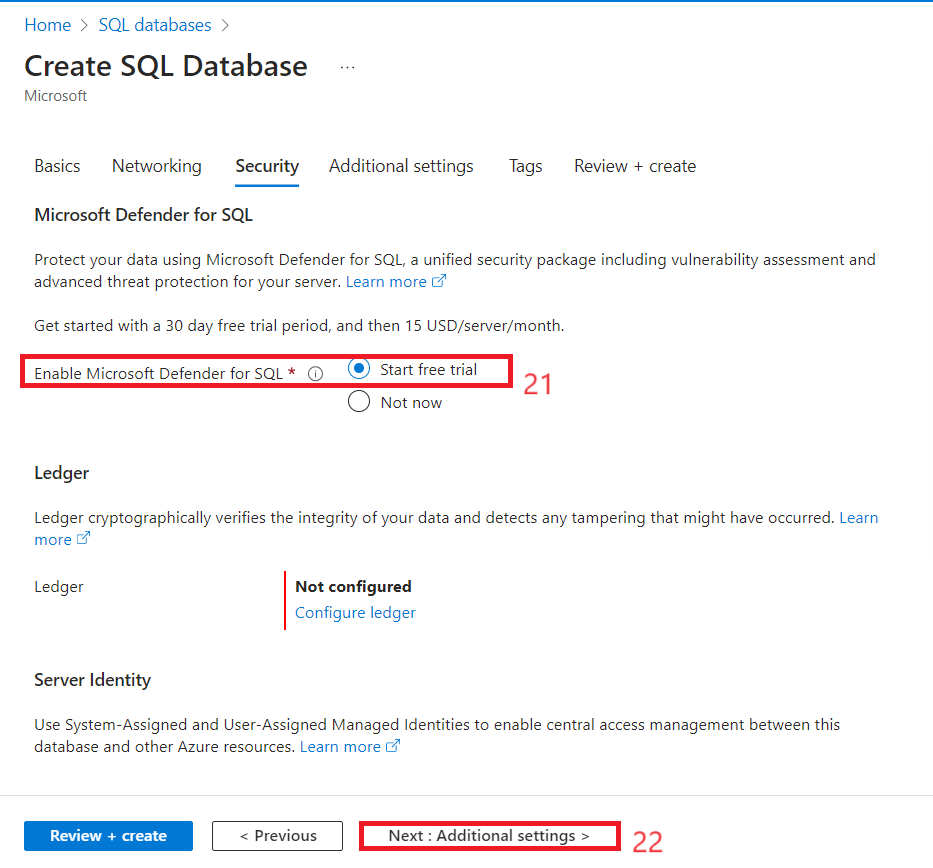 Home > SQL databases >
Create SQL Database ...
Microsoft
Basics Networking Security Additional settings Tags Review + create
Microsoft Defender for SQL
Protect your data using Microsoft Defender for SQL, a unified security package including vulnerability assessment and
advanced threat protection for your server. Learn more
Get started with a 30 day free trial period, and then 15 USD/server/month.
Enable Microsoft Defender for SQL * Start free trial
21
Not now
Ledger
Ledger cryptographically verifies the integrity of your data and detects any tampering that might have occurred. Learn
more
Ledger Not configured
Configure ledger
Server Identity
Use System-Assigned and User-Assigned Managed Identities to enable central access management between this
database and other Azure resources. Learn more
Review + create < Previous Next : Additional settings > 22